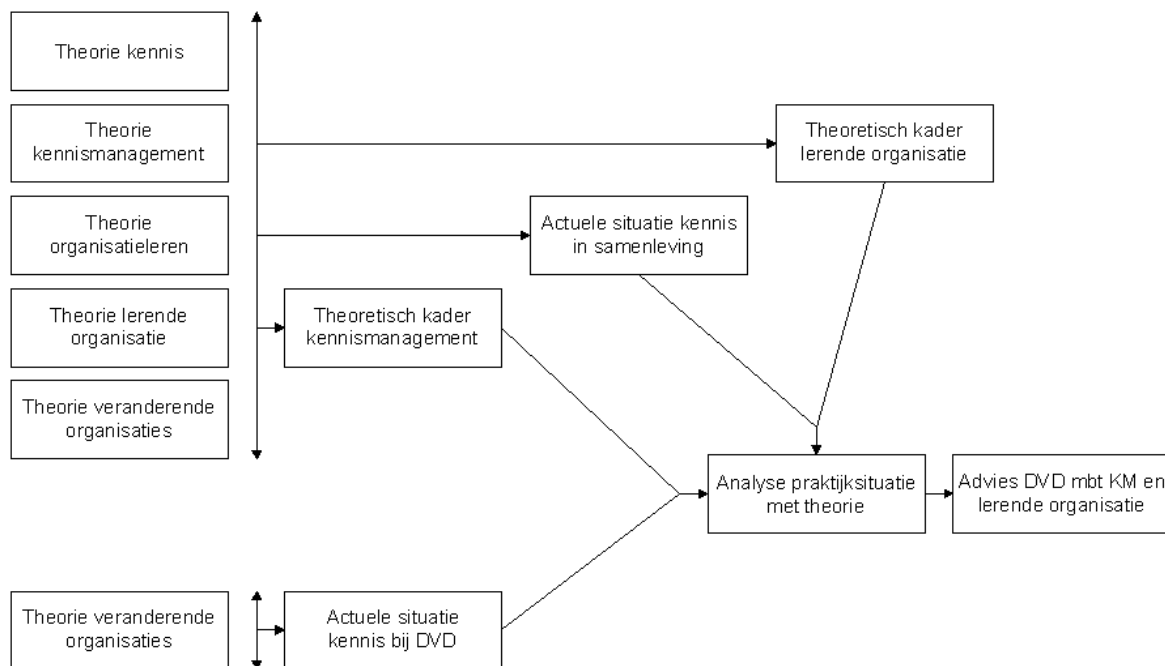 Theorie kennis
Theorie
kennismanagement
Theoretisch kader
lerende organisatie
Theorie
organisatieleren
Actuele situatie kennis
in samenleving
Theorie lerende
organisatie
Theoretisch kader
kennismanagement
Theorie veranderende
organisaties
Analyse praktijksituatie
met theorie
Advies DVD mbt KM en
lerende organisatie
Theorie veranderende
organisaties
Actuele situatie
kennis bij DVD